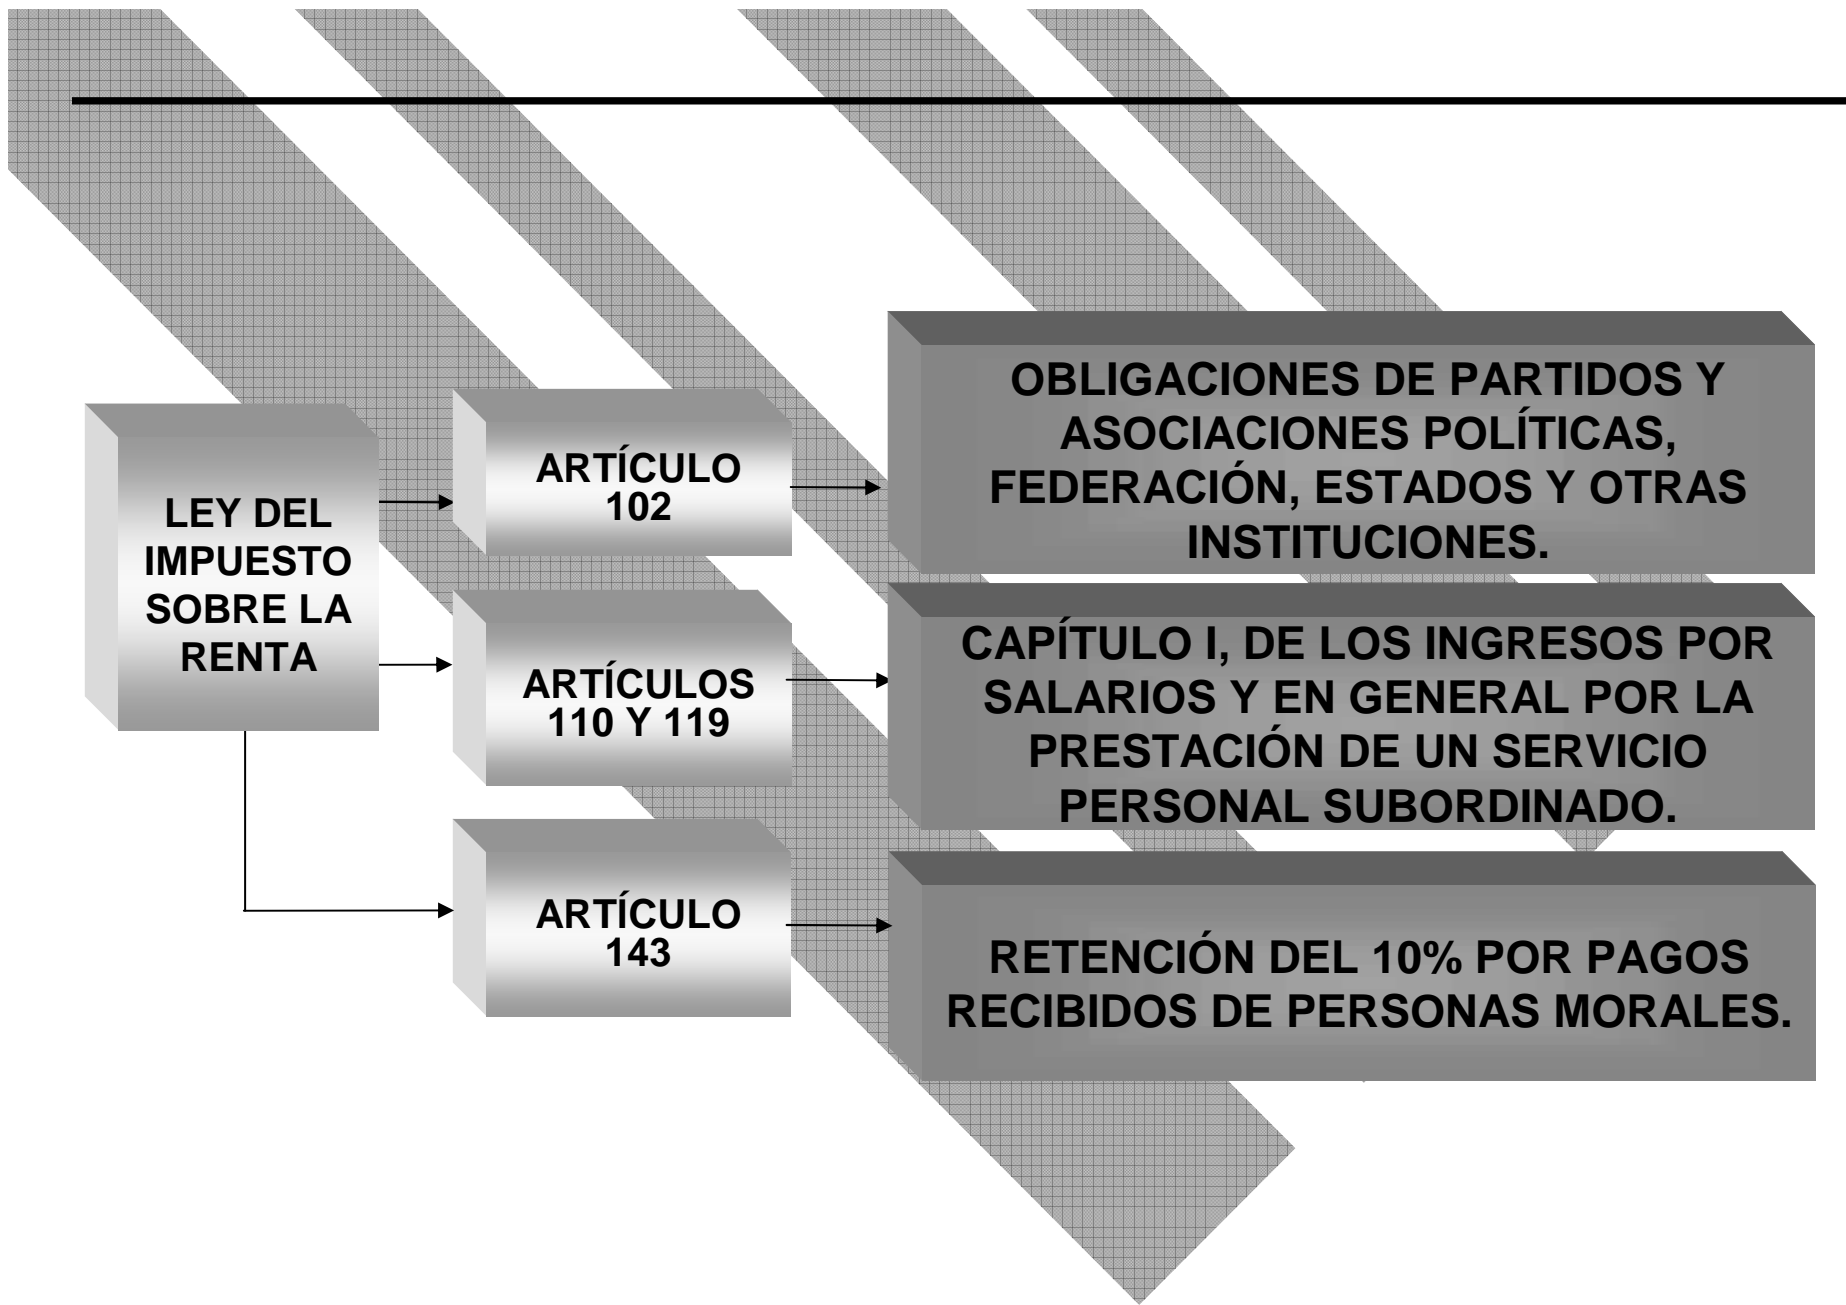 LEY DEL
IMPUESTO
SOBRE LA
RENTA
ARTÍCULO
102
OBLIGACIONES DE PARTIDOS Y
ASOCIACIONES POLÍTICAS,
FEDERACIÓN, ESTADOS Y OTRAS
INSTITUCIONES.
ARTÍCULOS
110 Y 119
CAPÍTULO I, DE LOS INGRESOS POR
SALARIOS Y EN GENERAL POR LA
PRESTACIÓN DE UN SERVICIO
PERSONAL SUBORDINADO.
ARTÍCULO
143
RETENCIÓN DEL 10% POR PAGOS
RECIBIDOS DE PERSONAS MORALES.